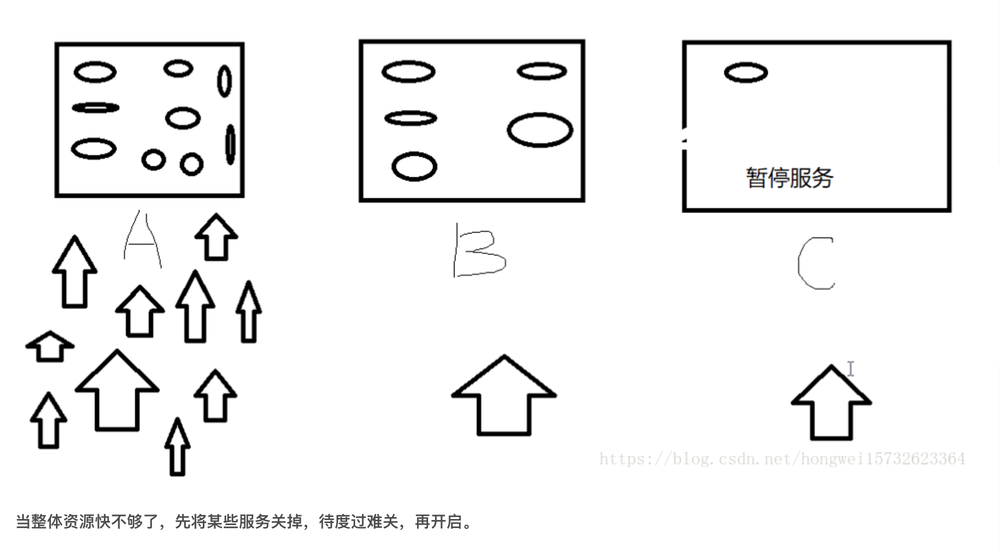 暂停服务
A
B
C
https://blog.csdn.net/hongwei15732623364
当整体资源快不够了，先将某些服务关掉，待度过难关，再开启。